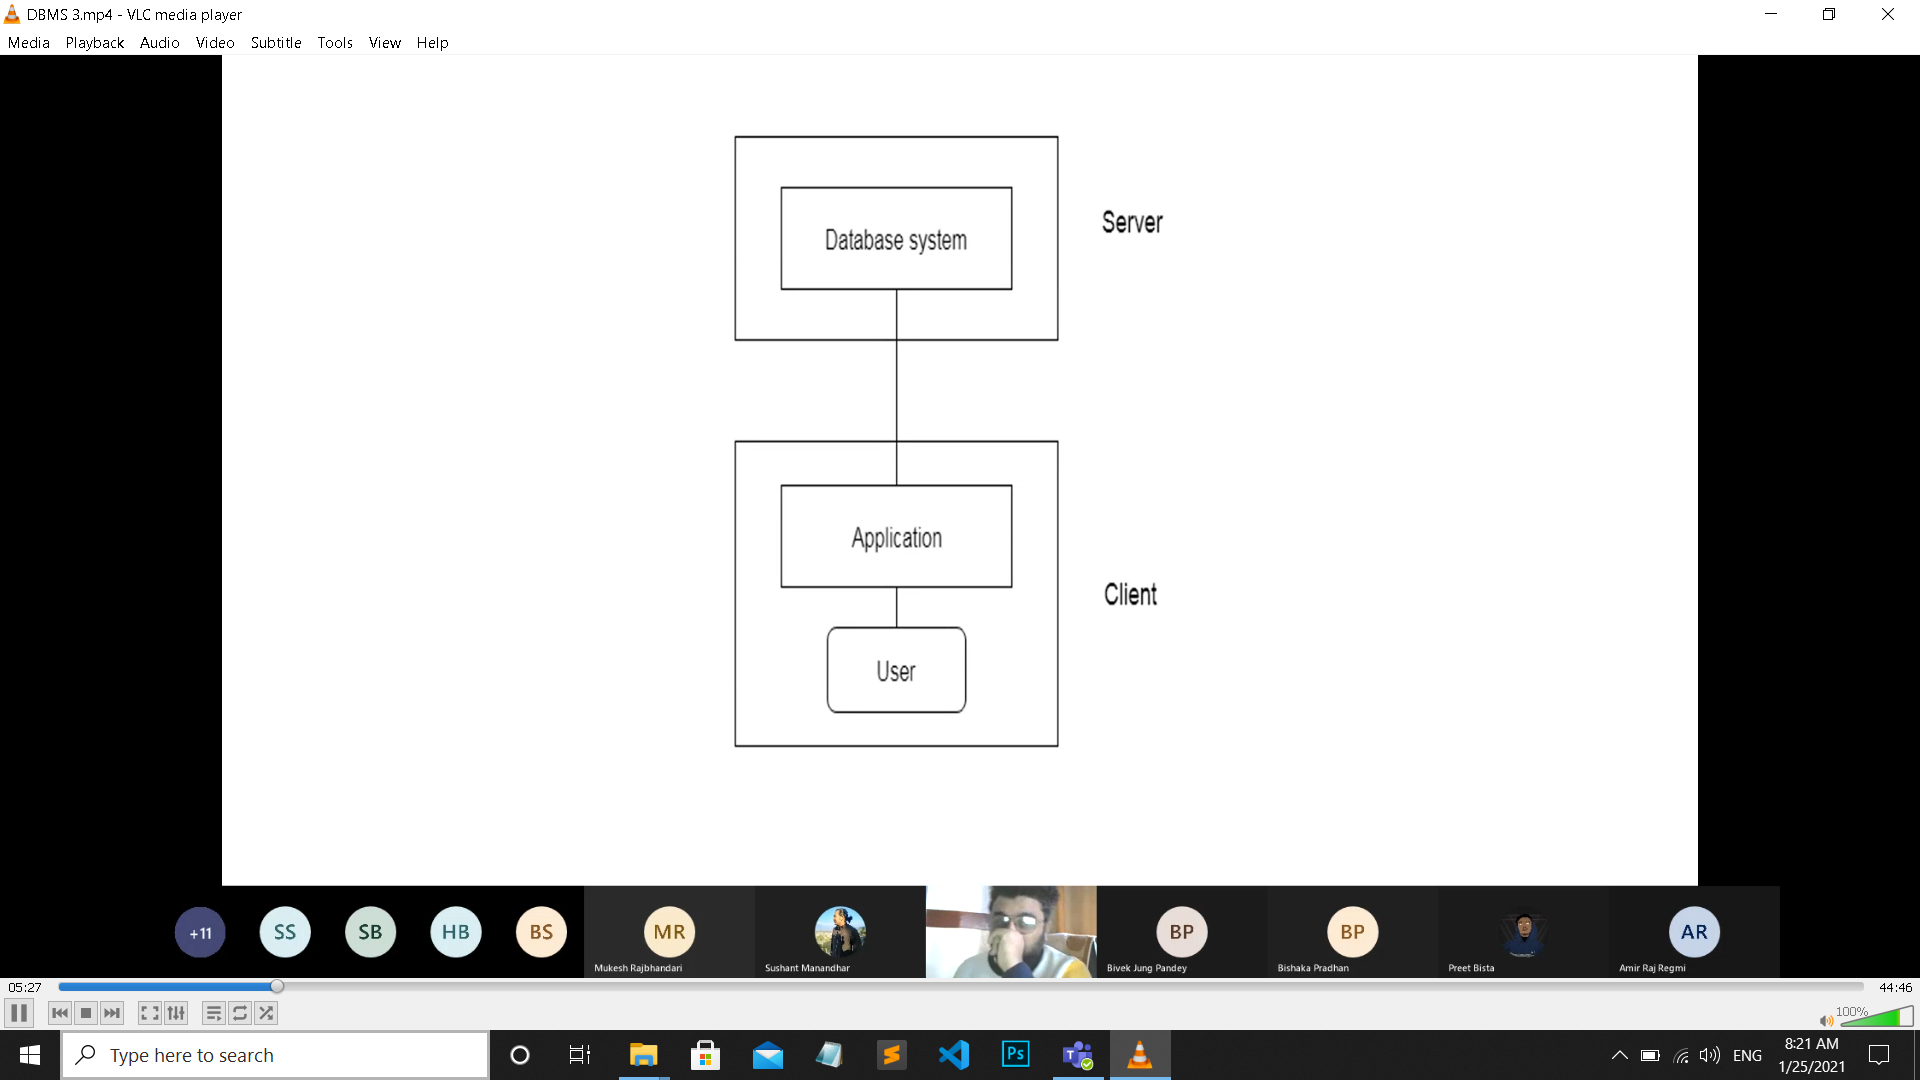 DBMS 3.mp4 - VLC media player
Media Playback Audio Video Subtitle Tools View Help
Database system
Server
Application
Client
User
+11
SS
SB
HB
BS
MR
BP
BP
AR
Mukesh Rajbhandari
Sushant Manandhar
Bivek Jung Pandey
Bishaka Pradhan
Preet Bista
Amir Raj Regmi
05:27
44:46
100%
Type here to search
Ps
T
ENG
8:21 AM
1/25/2021